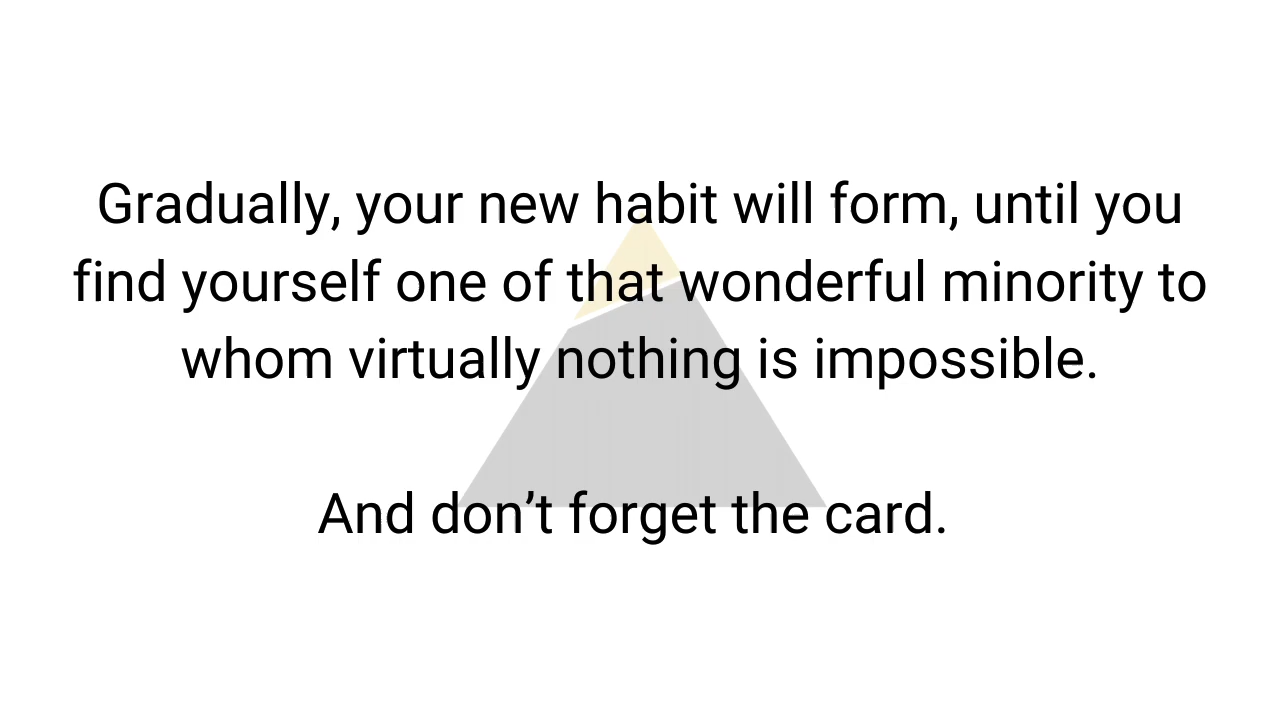 Gradually, your new habit will form, until you
find yourself one of that wonderful minority to
whom virtually nothing is impossible.
And don’t forget the card.